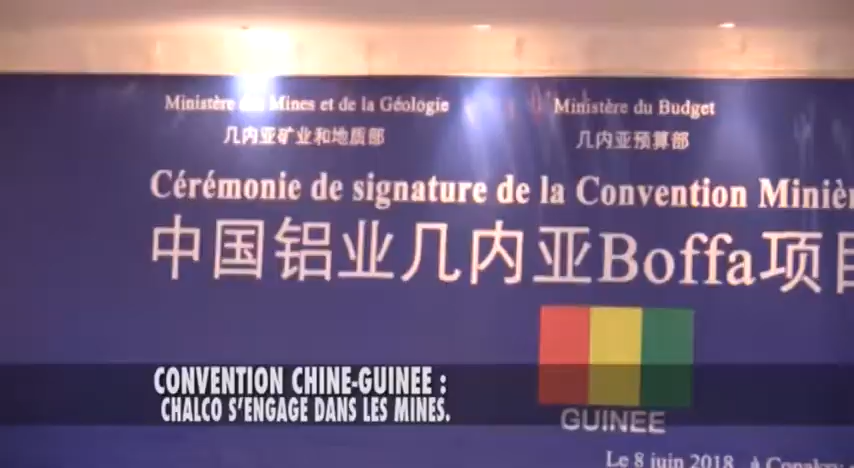 Ministère des Mines et de la Géologie
Ministère du Budget
几内亚矿业和地质部
几内亚预算部
Cérémonie de signature de la Convention Miniè
中国铝业几内亚Boffa项
CONVENTION CHINE-GUINEE :
CHALCO S'ENGAGE DANS LES MINES.
GUINEE
Le 8 juin 2018, à